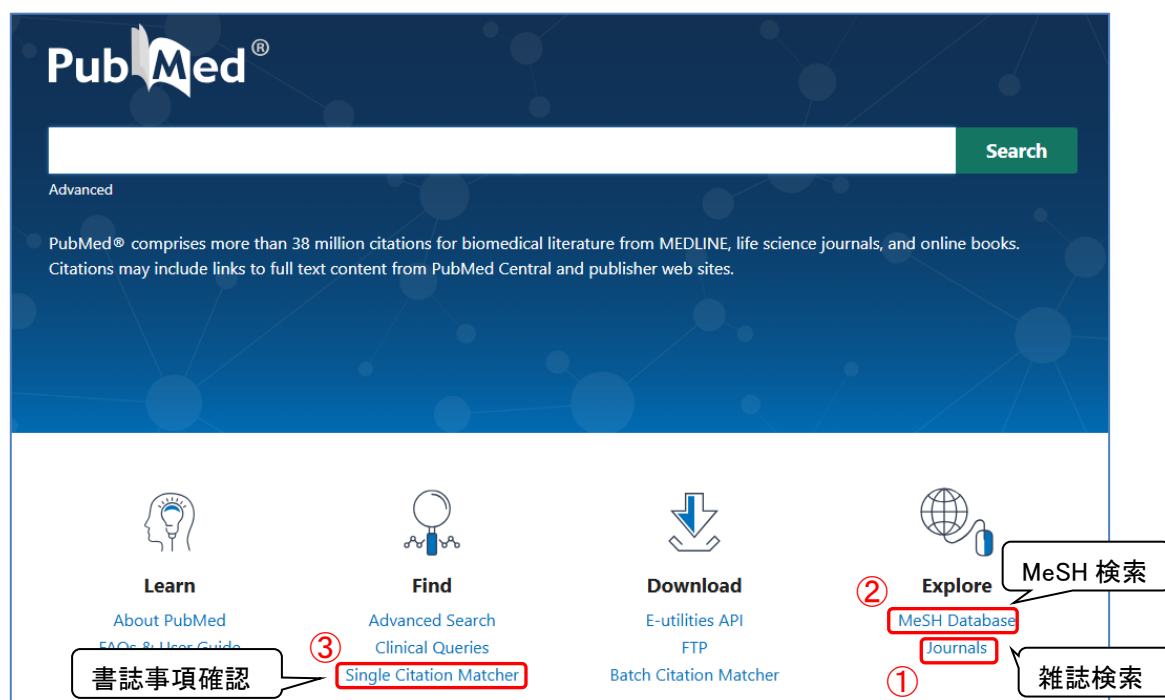 PubMed®
Search
Advanced
PubMed® comprises more than 38 million citations for biomedical literature from MEDLINE, life science journals, and online books.
Citations may include links to full text content from PubMed Central and publisher web sites.
Learn
About PubMed
FAQs & User Guide
Find
Advanced Search
③ Clinical Queries
Single Citation Matcher
書誌事項確認
Download
E-utilities API
FTP
Batch Citation Matcher
Explore
MeSH 検索
② MeSH Database
Journals
① 雑誌検索